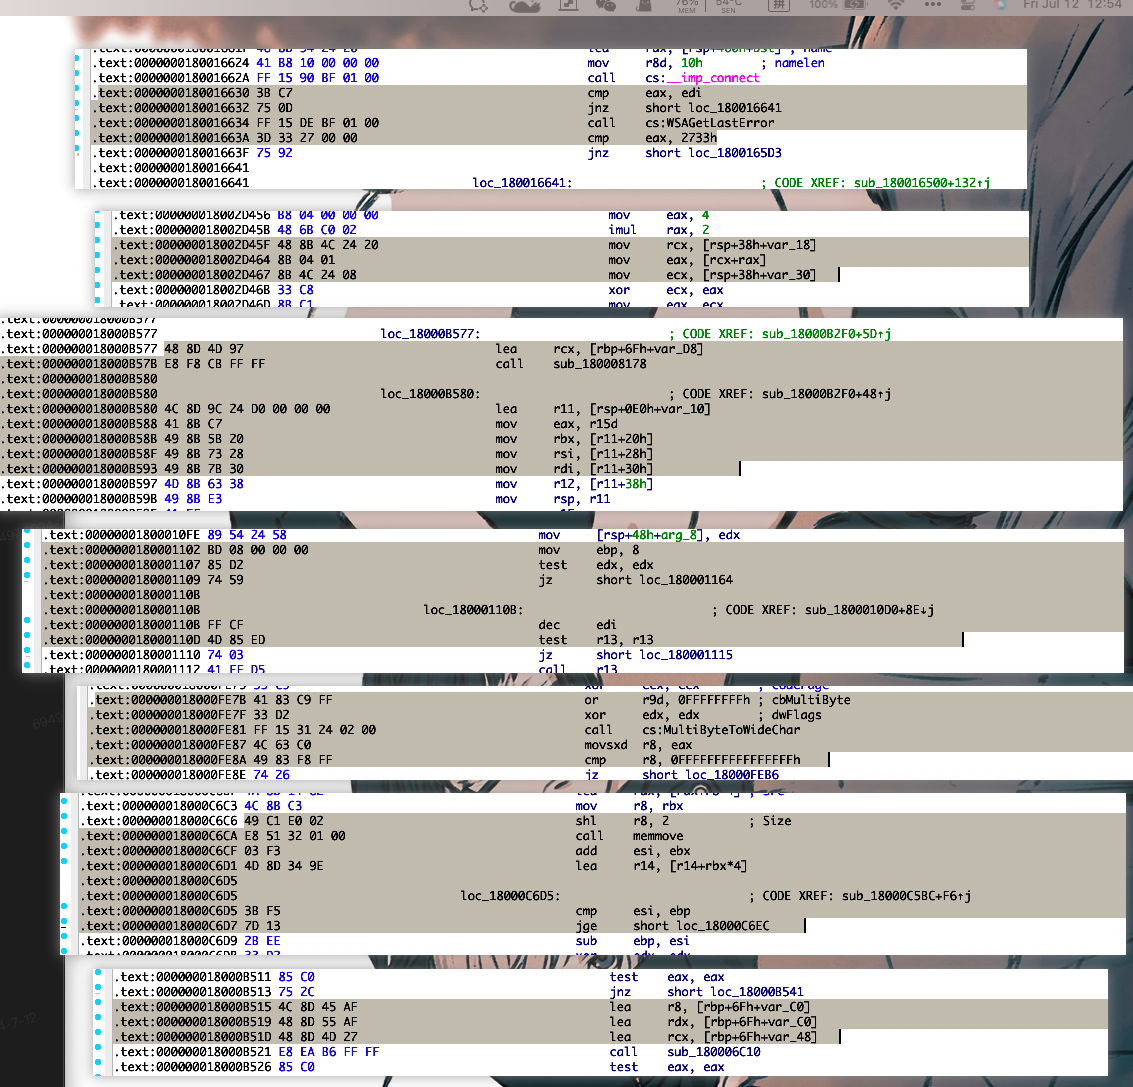 76% 54°C 拼 100% Fri Jul 12 12:54
MEM SEN
.text:0000000180016624 41 B8 10 00 00 00 mov r8d, 10h ; namelen
.text:000000018001662A FF 15 90 BF 01 00 call cs:__imp_connect
.text:0000000180016630 3B C7 cmp eax, edi
.text:0000000180016632 75 0D jnz short loc_180016641
.text:0000000180016634 FF 15 DE BF 01 00 call cs:WSAGetLastError
.text:000000018001663A 3D 33 27 00 00 cmp eax, 2733h
.text:000000018001663F 75 92 jnz short loc_1800165D3
.text:0000000180016641
.text:0000000180016641 loc_180016641: ; CODE XREF: sub_180016500+132↑j
.text:000000018002D456 B8 04 00 00 00 mov eax, 4
.text:000000018002D45B 48 6B C0 02 imul rax, 2
.text:000000018002D45F 48 8B 4C 24 20 mov rcx, [rsp+38h+var_18]
.text:000000018002D464 8B 04 01 mov eax, [rcx+rax]
.text:000000018002D467 8B 4C 24 08 mov ecx, [rsp+38h+var_30]
.text:000000018002D46B 33 C8 xor ecx, eax
.text:000000018002D46D 8B C1 mov eax, ecx
.text:000000018000B577
.text:000000018000B577 loc_18000B577: ; CODE XREF: sub_18000B2F0+5D↑j
.text:000000018000B577 48 8D 4D 97 lea rcx, [rbp+6Fh+var_D8]
.text:000000018000B57B E8 F8 CB FF FF call sub_180008178
.text:000000018000B580
.text:000000018000B580 loc_18000B580: ; CODE XREF: sub_18000B2F0+48↑j
.text:000000018000B580 4C 8D 9C 24 D0 00 00 00 lea r11, [rsp+0E0h+var_10]
.text:000000018000B588 41 8B C7 mov eax, r15d
.text:000000018000B58B 49 8B 5B 20 mov rbx, [r11+20h]
.text:000000018000B58F 49 8B 73 28 mov rsi, [r11+28h]
.text:000000018000B593 49 8B 7B 30 mov rdi, [r11+30h]
.text:000000018000B597 4D 8B 63 38 mov r12, [r11+38h]
.text:000000018000B59B 49 8B E3 mov rsp, r11
.text:00000001800010FE 89 54 24 58 mov [rsp+48h+arg_8], edx
.text:0000000180001102 BD 08 00 00 00 mov ebp, 8
.text:0000000180001107 85 D2 test edx, edx
.text:0000000180001109 74 59 jz short loc_180001164
.text:000000018000110B
.text:000000018000110B loc_18000110B: ; CODE XREF: sub_1800010D0+8E↓j
.text:000000018000110B FF CF dec edi
.text:000000018000110D 4D 85 ED test r13, r13
.text:0000000180001110 74 03 jz short loc_180001115
.text:0000000180001112 41 FF D5 call r13
.text:000000018000FE79 33 C9 xor ecx, ecx ; CodePage
.text:000000018000FE7B 41 83 C9 FF or r9d, 0FFFFFFFFh ; cbMultiByte
.text:000000018000FE7F 33 D2 xor edx, edx ; dwFlags
.text:000000018000FE81 FF 15 31 24 02 00 call cs:MultiByteToWideChar
.text:000000018000FE87 4C 63 C0 movsxd r8, eax
.text:000000018000FE8A 49 83 F8 FF cmp r8, 0FFFFFFFFFFFFFFFFh
.text:000000018000FE8E 74 26 jz short loc_18000FEB6
.text:000000018000C6C3 4C 8B C3 mov r8, rbx
.text:000000018000C6C6 49 C1 E0 02 shl r8, 2 ; Size
.text:000000018000C6CA E8 51 32 01 00 call memmove
.text:000000018000C6CF 03 F3 add esi, ebx
.text:000000018000C6D1 4D 8D 34 9E lea r14, [r14+rbx*4]
.text:000000018000C6D5
.text:000000018000C6D5 loc_18000C6D5: ; CODE XREF: sub_18000C5BC+F6↑j
.text:000000018000C6D5 3B F5 cmp esi, ebp
.text:000000018000C6D7 7D 13 jge short loc_18000C6EC
.text:000000018000C6D9 2B EE sub ebp, esi
.text:000000018000C6DB 33 D2 xor edx, edx
.text:000000018000B511 85 C0 test eax, eax
.text:000000018000B513 75 2C jnz short loc_18000B541
.text:000000018000B515 4C 8D 45 AF lea r8, [rbp+6Fh+var_C0]
.text:000000018000B519 48 8D 55 AF lea rdx, [rbp+6Fh+var_C0]
.text:000000018000B51D 48 8D 4D 27 lea rcx, [rbp+6Fh+var_48]
.text:000000018000B521 E8 EA B6 FF FF call sub_180006C10
.text:000000018000B526 85 C0 test eax, eax